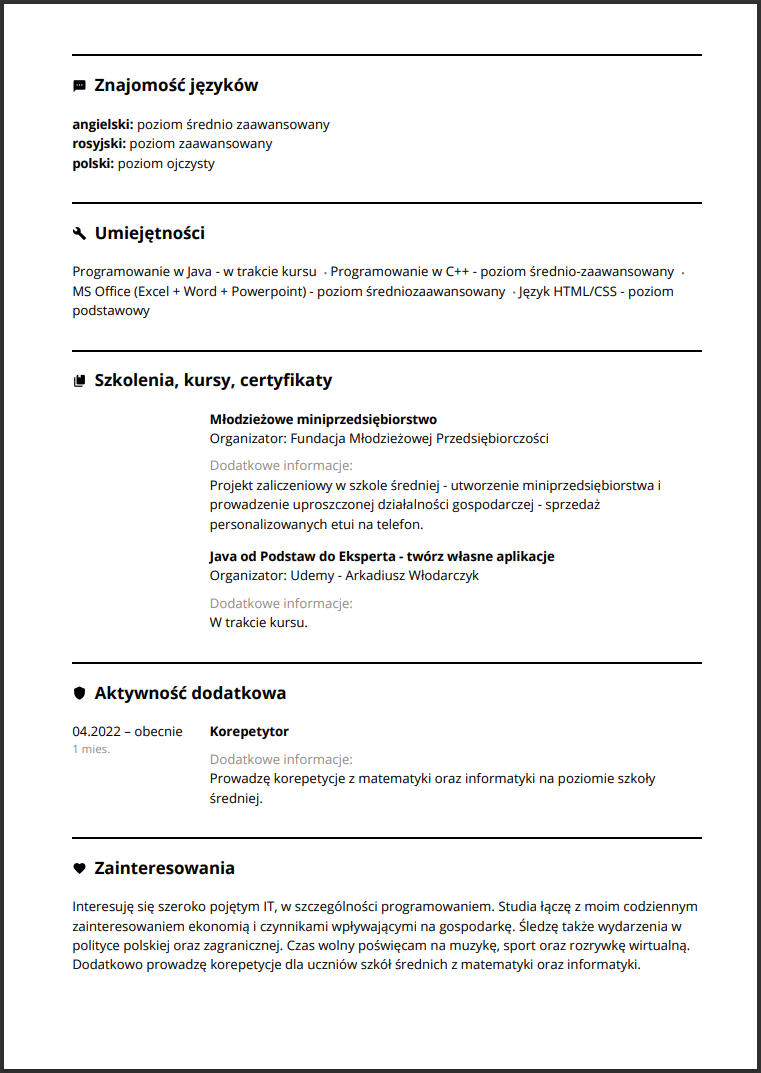 Znajomość języków
angielski: poziom średnio zaawansowany
rosyjski: poziom zaawansowany
polski: poziom ojczysty
Umiejętności
Programowanie w Java - w trakcie kursu • Programowanie w C++ - poziom średnio-zaawansowany •
MS Office (Excel + Word + Powerpoint) - poziom średniozaawansowany • Język HTML/CSS - poziom
podstawowy
Szkolenia, kursy, certyfikaty
Młodzieżowe miniprzedsiębiorstwo
Organizator: Fundacja Młodzieżowej Przedsiębiorczości
Dodatkowe informacje:
Projekt zaliczeniowy w szkole średniej - utworzenie miniprzedsiębiorstwa i
prowadzenie uproszczonej działalności gospodarczej - sprzedaż
personalizowanych etui na telefon.
Java od Podstaw do Eksperta - twórz własne aplikacje
Organizator: Udemy - Arkadiusz Włodarczyk
Dodatkowe informacje:
W trakcie kursu.
Aktywność dodatkowa
04.2022 – obecnie Korepetytor
1 mies.
Dodatkowe informacje:
Prowadzę korepetycje z matematyki oraz informatyki na poziomie szkoły
średniej.
Zainteresowania
Interesuję się szeroko pojętym IT, w szczególności programowaniem. Studia łączę z moim codziennym
zainteresowaniem ekonomią i czynnikami wpływającymi na gospodarkę. Śledzę także wydarzenia w
polityce polskiej oraz zagranicznej. Czas wolny poświęcam na muzykę, sport oraz rozrywkę wirtualną.
Dodatkowo prowadzę korepetycje dla uczniów szkół średnich z matematyki oraz informatyki.